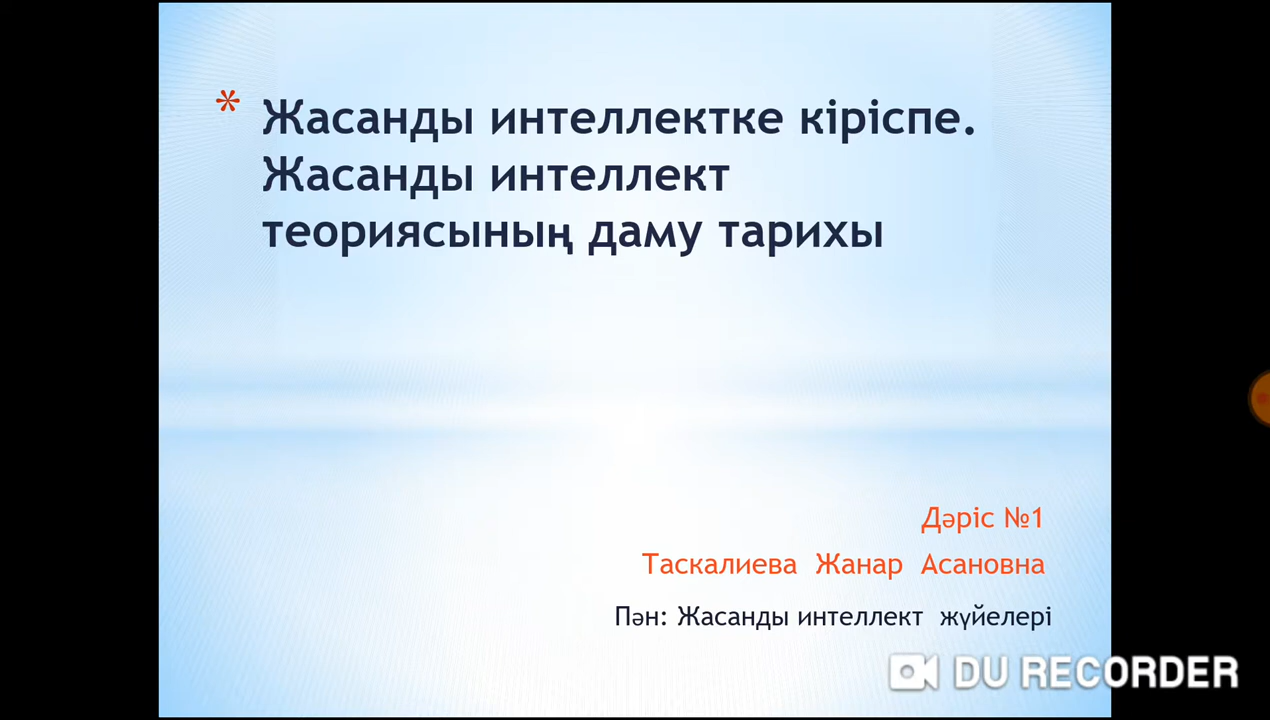 * Жасанды интеллектке кіріспе.
Жасанды интеллект
теориясының даму тарихы
Дәріс №1
Таскалиева Жанар Асановна
Пән: Жасанды интеллект жүйелері
DU RECORDER